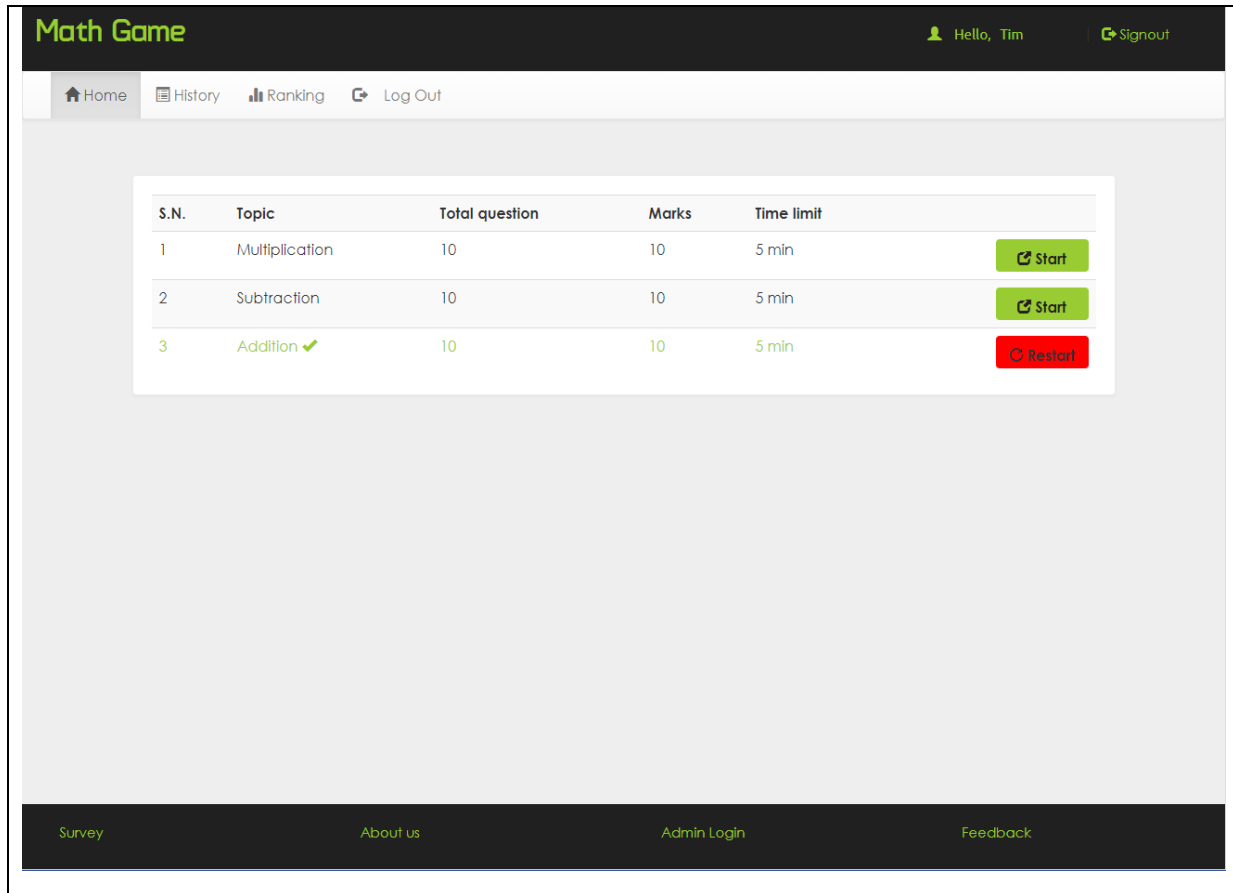 Math Game
Hello, Tim | Signout
Home History Ranking Log Out
S.N. Topic Total question Marks Time limit
1 Multiplication 10 10 5 min Start
2 Subtraction 10 10 5 min Start
3 Addition 10 10 5 min Restart
Survey About us Admin Login Feedback